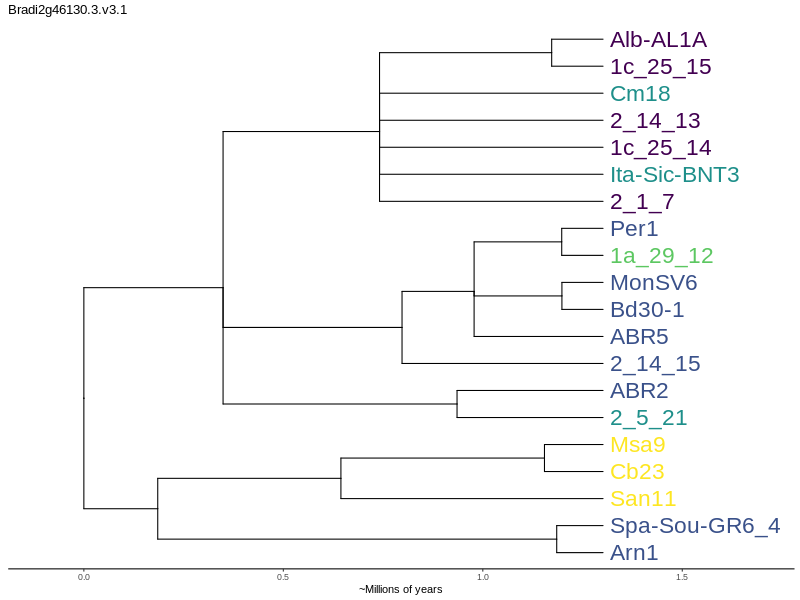 Bradi2g46130.3.v3.1
Alb-AL1A
1c_25_15
Cm18
2_14_13
1c_25_14
Ita-Sic-BNT3
2_1_7
Per1
1a_29_12
MonSV6
Bd30-1
ABR5
2_14_15
ABR2
2_5_21
Msa9
Cb23
San11
Spa-Sou-GR6_4
Arn1
0.0 0.5 1.0 1.5
~Millions of years